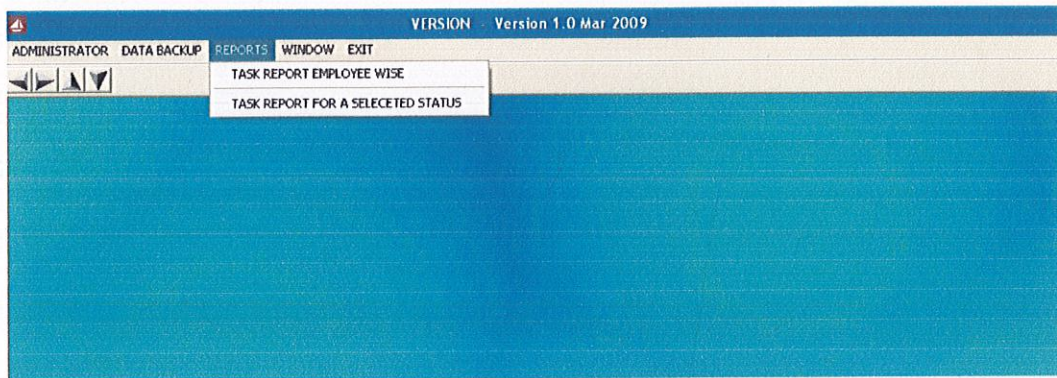 VERSION - Version 1.0 Mar 2009
ADMINISTRATOR DATA BACKUP REPORTS WINDOW EXIT
TASK REPORT EMPLOYEE WISE
TASK REPORT FOR A SELECETED STATUS